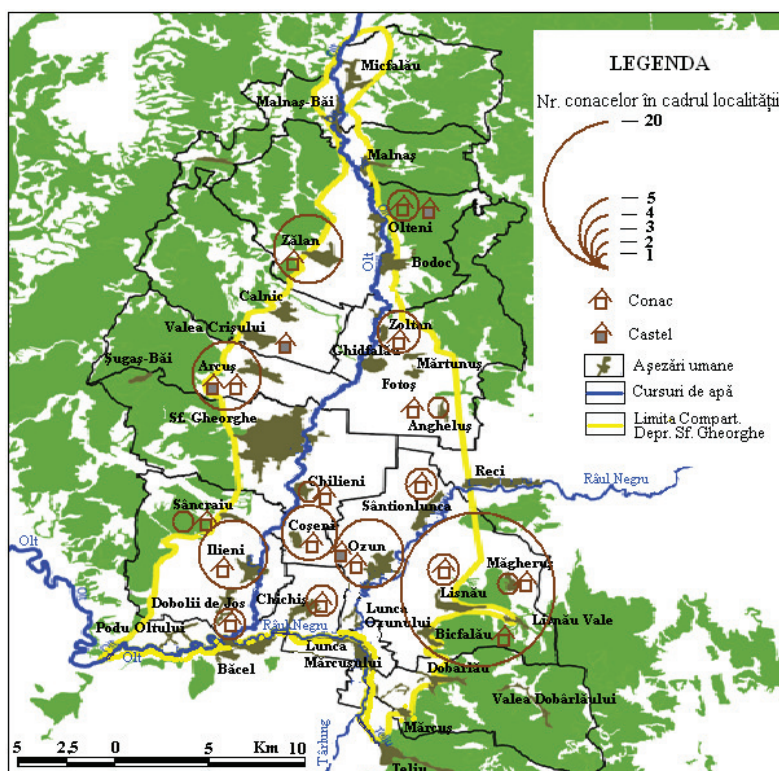 LEGENDA
Nr. conacelor în cadrul localităţii
20
5
4
3
2
1
Conac
Castel
Aşezări umane
Cursuri de apă
Limita Compart.
Depr. Sf. Gheorghe
Micfalău
Malnaş-Băi
Malnaş
Olteni
Zălan
Olt
Bodoc
Calnic
Valea Crişului
Zoltan
Ghidfalău
Şugaş-Băi
Arcuş
Mărtunuş
Fotoş
Sf. Gheorghe
Angheluş
Reci
Râul Negru
Chilieni
Sântionlunca
Sâncraiu
Olt
Coşeni
Ozun
Ilieni
Măgheruş
Lisnău
Dobolii de Jos
Chichiş
Lunca
Ozunului
Lisnău Vale
Podu Oltului
Râul Negru
Bicfalău
Olt
Băcel
Lunca
Mărcuşului
Dobarlău
Valea Dobârlăului
Mărcuş
Târlung
Teliu
5 2.5 0 5 Km 10